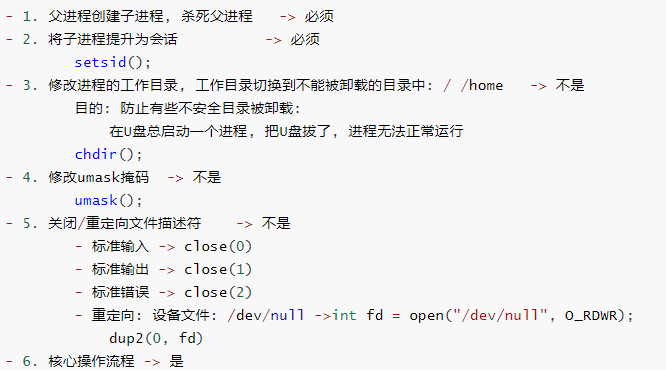 - 1. 父进程创建子进程, 杀死父进程 -> 必须
- 2. 将子进程提升为会话 -> 必须
setsid();
- 3. 修改进程的工作目录, 工作目录切换到不能被卸载的目录中: / /home -> 不是
目的: 防止有些不安全目录被卸载:
在U盘总启动一个进程, 把U盘拔了, 进程无法正常运行
chdir();
- 4. 修改umask掩码 -> 不是
umask();
- 5. 关闭/重定向文件描述符 -> 不是
- 标准输入 -> close(0)
- 标准输出 -> close(1)
- 标准错误 -> close(2)
- 重定向: 设备文件: /dev/null ->int fd = open("/dev/null", O_RDWR);
dup2(0, fd)
- 6. 核心操作流程 -> 是